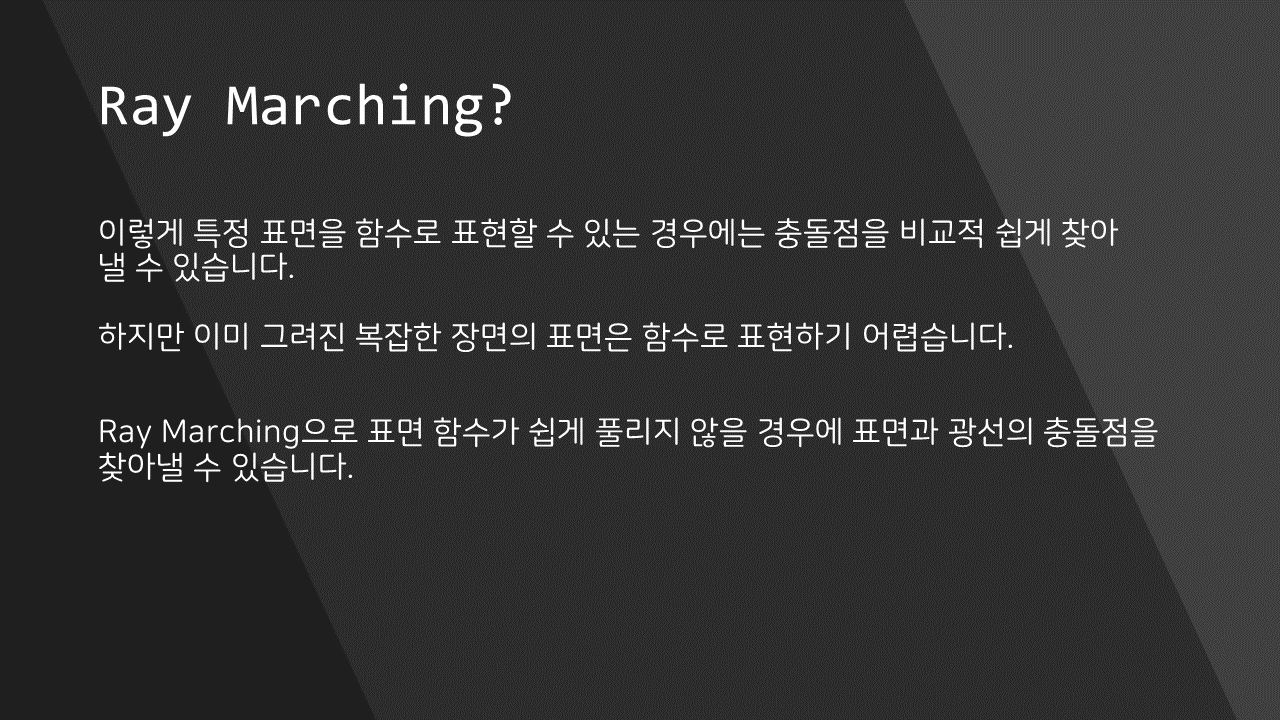 Ray Marching?
이렇게 특정 표면을 함수로 표현할 수 있는 경우에는 충돌점을 비교적 쉽게 찾아
낼 수 있습니다.
하지만 이미 그려진 복잡한 장면의 표면은 함수로 표현하기 어렵습니다.
Ray Marching으로 표면 함수가 쉽게 풀리지 않을 경우에 표면과 광선의 충돌점을
찾아낼 수 있습니다.